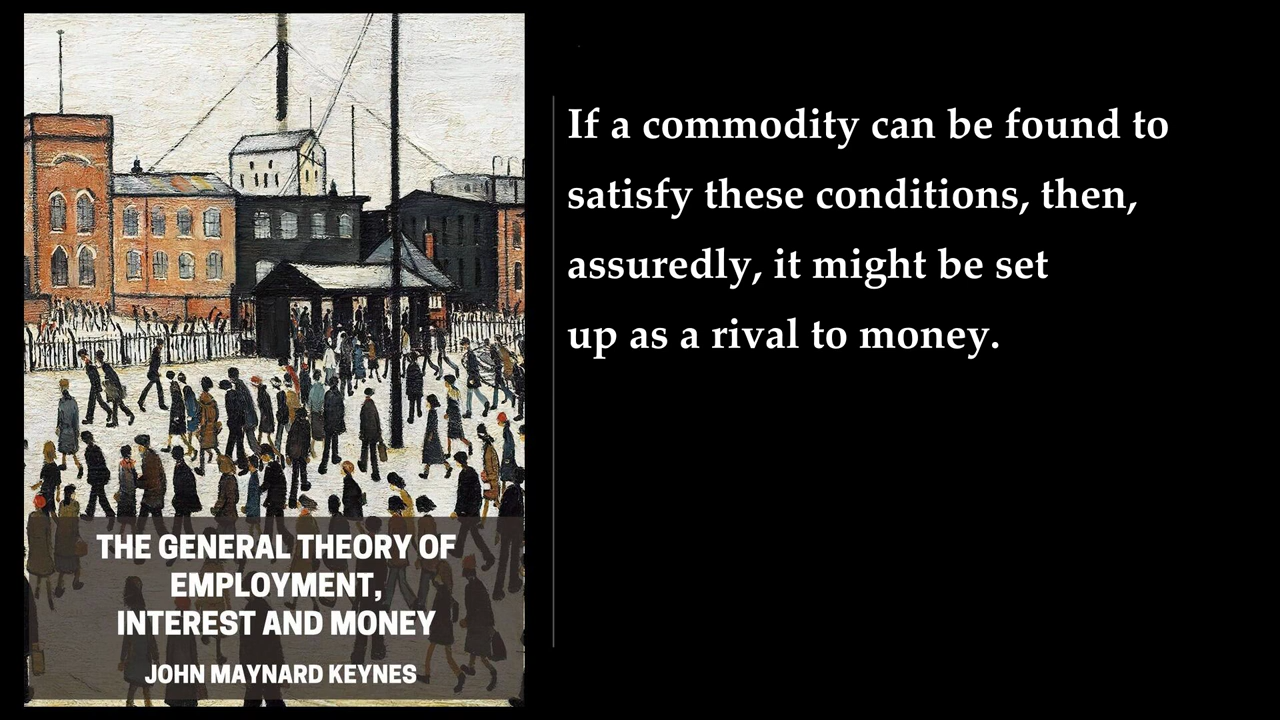 If a commodity can be found to
satisfy these conditions, then,
assuredly, it might be set
up as a rival to money.
THE GENERAL THEORY OF
EMPLOYMENT,
INTEREST AND MONEY
JOHN MAYNARD KEYNES